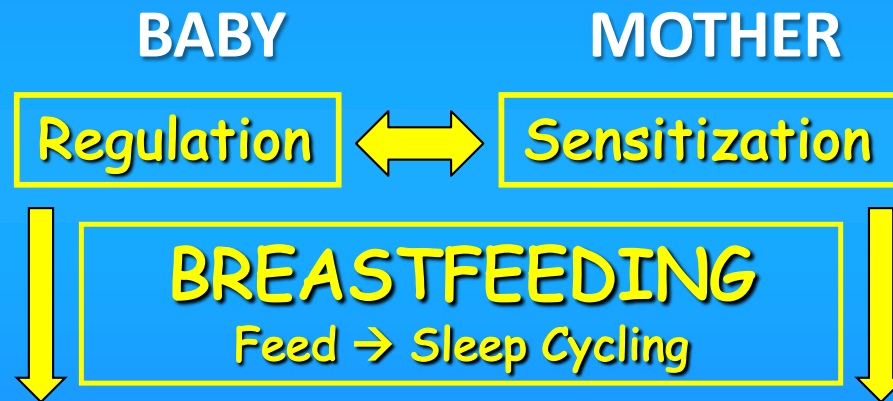 BABY MOTHER
Regulation Sensitization
BREASTFEEDING
Feed → Sleep Cycling